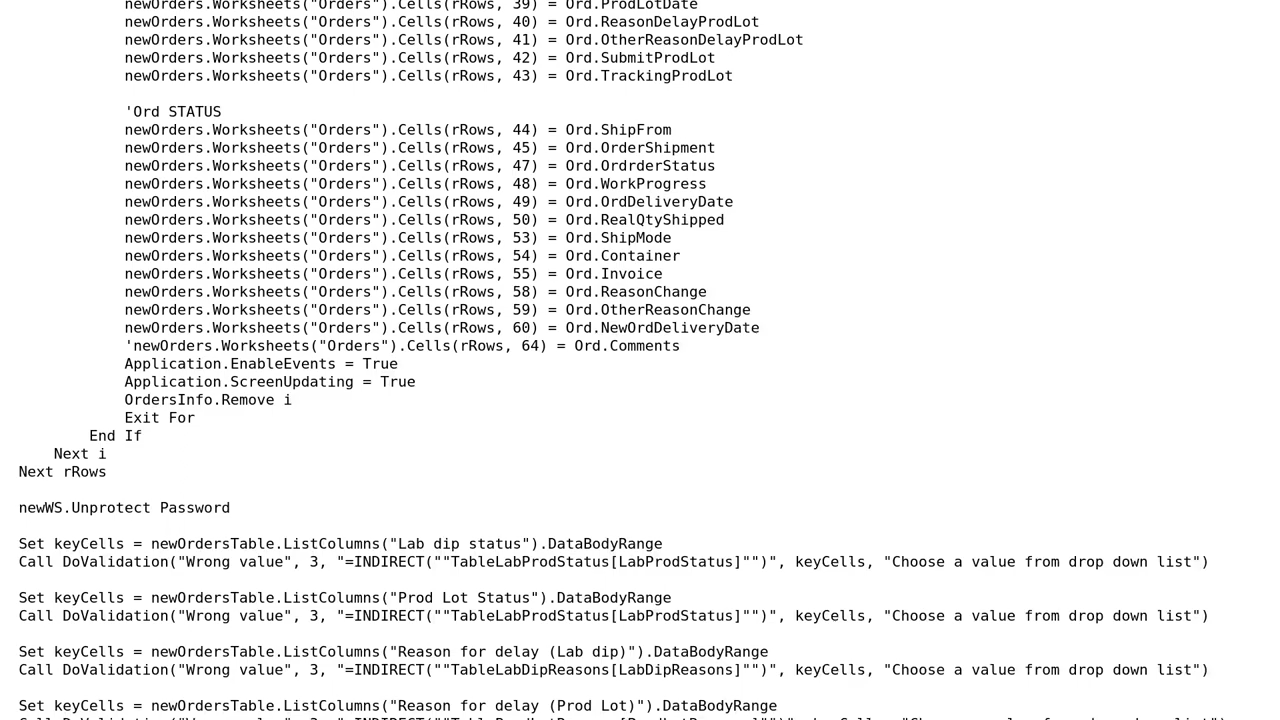 newOrders.Worksheets("Orders").Cells(rRows, 39) = Ord.ProdLotDate
newOrders.Worksheets("Orders").Cells(rRows, 40) = Ord.ReasonDelayProdLot
newOrders.Worksheets("Orders").Cells(rRows, 41) = Ord.OtherReasonDelayProdLot
newOrders.Worksheets("Orders").Cells(rRows, 42) = Ord.SubmitProdLot
newOrders.Worksheets("Orders").Cells(rRows, 43) = Ord.TrackingProdLot
'Ord STATUS
newOrders.Worksheets("Orders").Cells(rRows, 44) = Ord.ShipFrom
newOrders.Worksheets("Orders").Cells(rRows, 45) = Ord.OrderShipment
newOrders.Worksheets("Orders").Cells(rRows, 47) = Ord.OrdrderStatus
newOrders.Worksheets("Orders").Cells(rRows, 48) = Ord.WorkProgress
newOrders.Worksheets("Orders").Cells(rRows, 49) = Ord.OrdDeliveryDate
newOrders.Worksheets("Orders").Cells(rRows, 50) = Ord.RealQtyShipped
newOrders.Worksheets("Orders").Cells(rRows, 53) = Ord.ShipMode
newOrders.Worksheets("Orders").Cells(rRows, 54) = Ord.Container
newOrders.Worksheets("Orders").Cells(rRows, 55) = Ord.Invoice
newOrders.Worksheets("Orders").Cells(rRows, 58) = Ord.ReasonChange
newOrders.Worksheets("Orders").Cells(rRows, 59) = Ord.OtherReasonChange
newOrders.Worksheets("Orders").Cells(rRows, 60) = Ord.NewOrdDeliveryDate
'newOrders.Worksheets("Orders").Cells(rRows, 64) = Ord.Comments
Application.EnableEvents = True
Application.ScreenUpdating = True
OrdersInfo.Remove i
Exit For
End If
Next i
Next rRows
newWS.Unprotect Password
Set keyCells = newOrdersTable.ListColumns("Lab dip status").DataBodyRange
Call DoValidation("Wrong value", 3, "=INDIRECT(""TableLabProdStatus[LabProdStatus]"")", keyCells, "Choose a value from drop down list")
Set keyCells = newOrdersTable.ListColumns("Prod Lot Status").DataBodyRange
Call DoValidation("Wrong value", 3, "=INDIRECT(""TableLabProdStatus[LabProdStatus]"")", keyCells, "Choose a value from drop down list")
Set keyCells = newOrdersTable.ListColumns("Reason for delay (Lab dip)").DataBodyRange
Call DoValidation("Wrong value", 3, "=INDIRECT(""TableLabDipReasons[LabDipReasons]"")", keyCells, "Choose a value from drop down list")
Set keyCells = newOrdersTable.ListColumns("Reason for delay (Prod Lot)").DataBodyRange